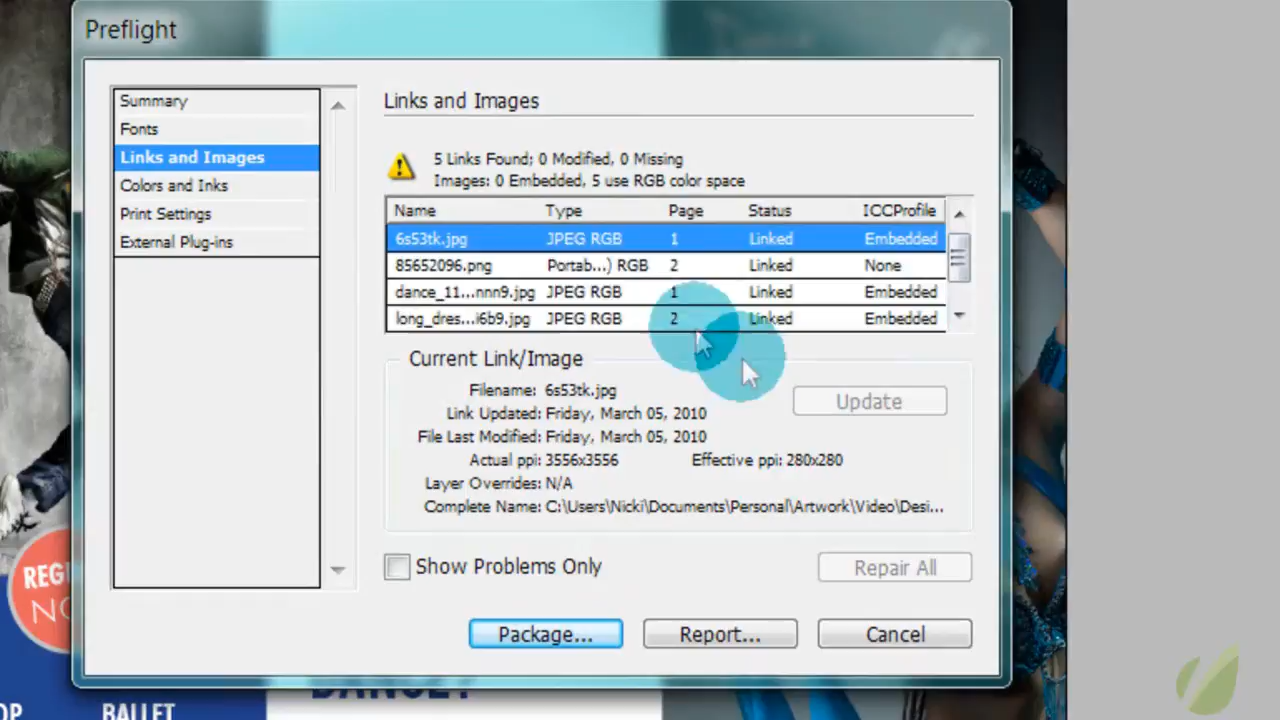 Preflight
Summary
Fonts
Links and Images
Colors and Inks
Print Settings
External Plug-ins
Links and Images
5 Links Found; 0 Modified, 0 Missing
Images: 0 Embedded, 5 use RGB color space
Name Type Page Status ICCProfile
6s53tk.jpg JPEG RGB 1 Linked Embedded
85652096.png Portab...) RGB 2 Linked None
dance_11...nnn9.jpg JPEG RGB 1 Linked Embedded
long_dres...i6b9.jpg JPEG RGB 2 Linked Embedded
Current Link/Image
Filename: 6s53tk.jpg
Link Updated: Friday, March 05, 2010
File Last Modified: Friday, March 05, 2010
Actual ppi: 3556x3556 Effective ppi: 280x280
Layer Overrides: N/A
Complete Name: C:\Users\Nicki\Documents\Personal\Artwork\Video\Desi...
Update
Show Problems Only
Repair All
Package... Report... Cancel
BALLET
DANCE?